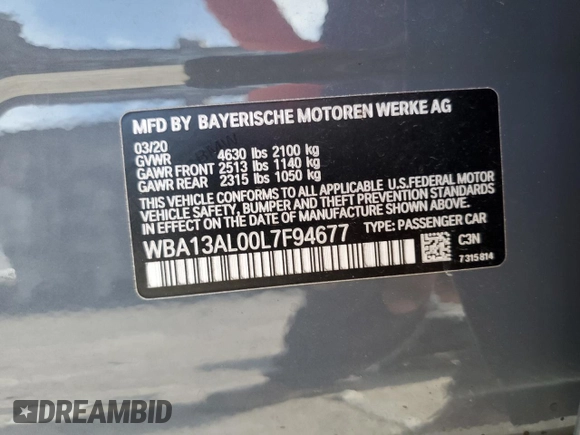 MFD BY BAYERISCHE MOTOREN WERKE AG
03/20
GVWR 4630 lbs 2100 kg
GAWR FRONT 2513 lbs 1140 kg
GAWR REAR 2315 lbs 1050 kg
THIS VEHICLE CONFORMS TO ALL APPLICABLE U.S.FEDERAL MOTOR
VEHICLE SAFETY, BUMPER AND THEFT PREVENTION STANDARDS IN
EFFECT ON THE DATE OF MANUFACTURE SHOWN ABOVE.
WBA13AL00L7F94677 TYPE: PASSENGER CAR
C3N
7315814
DREAMBID